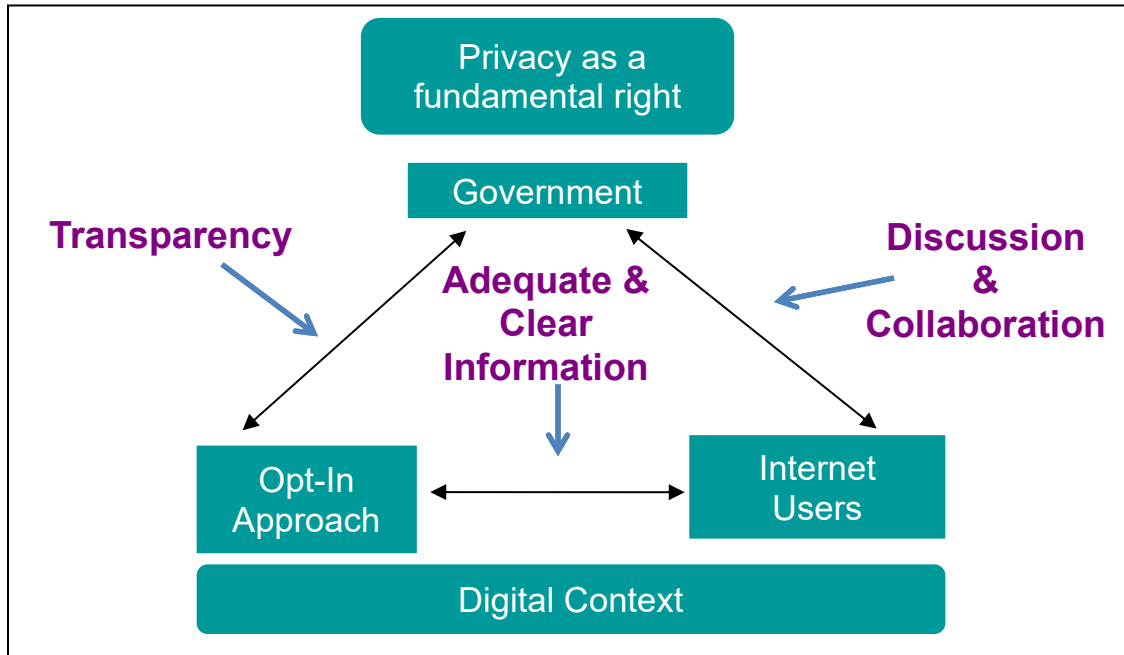 Privacy as a
fundamental right
Government
Transparency
Adequate &
Clear
Information
Discussion
&
Collaboration
Opt-In
Approach
Internet
Users
Digital Context